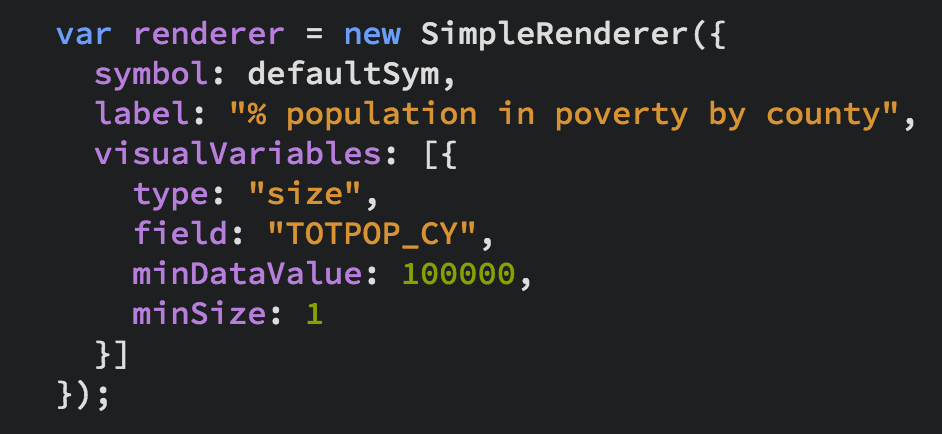 var renderer = new SimpleRenderer({
  symbol: defaultSym,
  label: "% population in poverty by county",
  visualVariables: [{
    type: "size",
    field: "TOTPOP_CY",
    minDataValue: 100000,
    minSize: 1
  }]
});